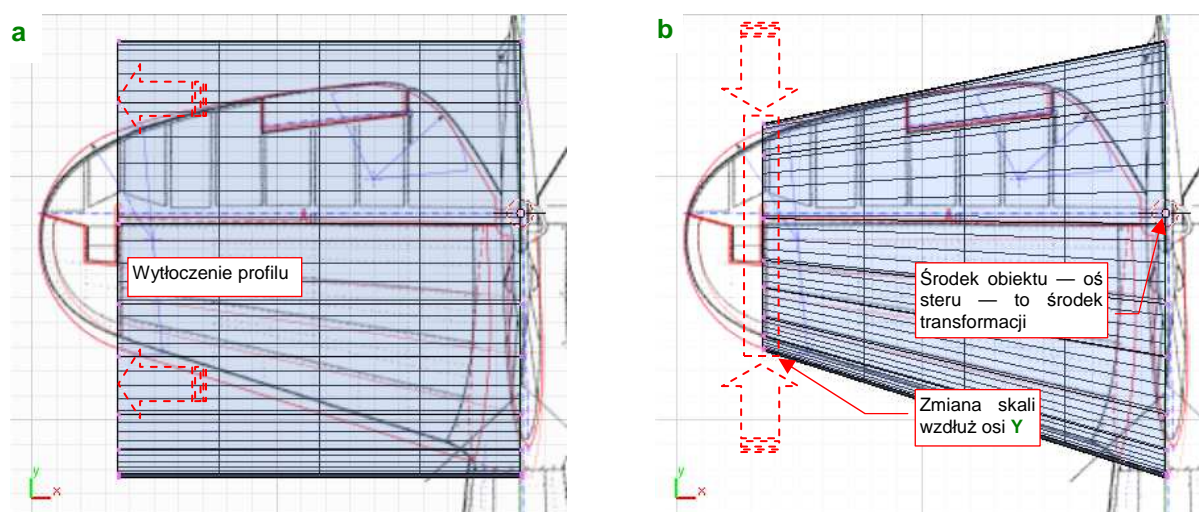 a
Wytłoczenie profilu
y
x
b
Środek obiektu — oś
steru — to środek
transformacji
Zmiana skali
wzdłuż osi Y
y
x